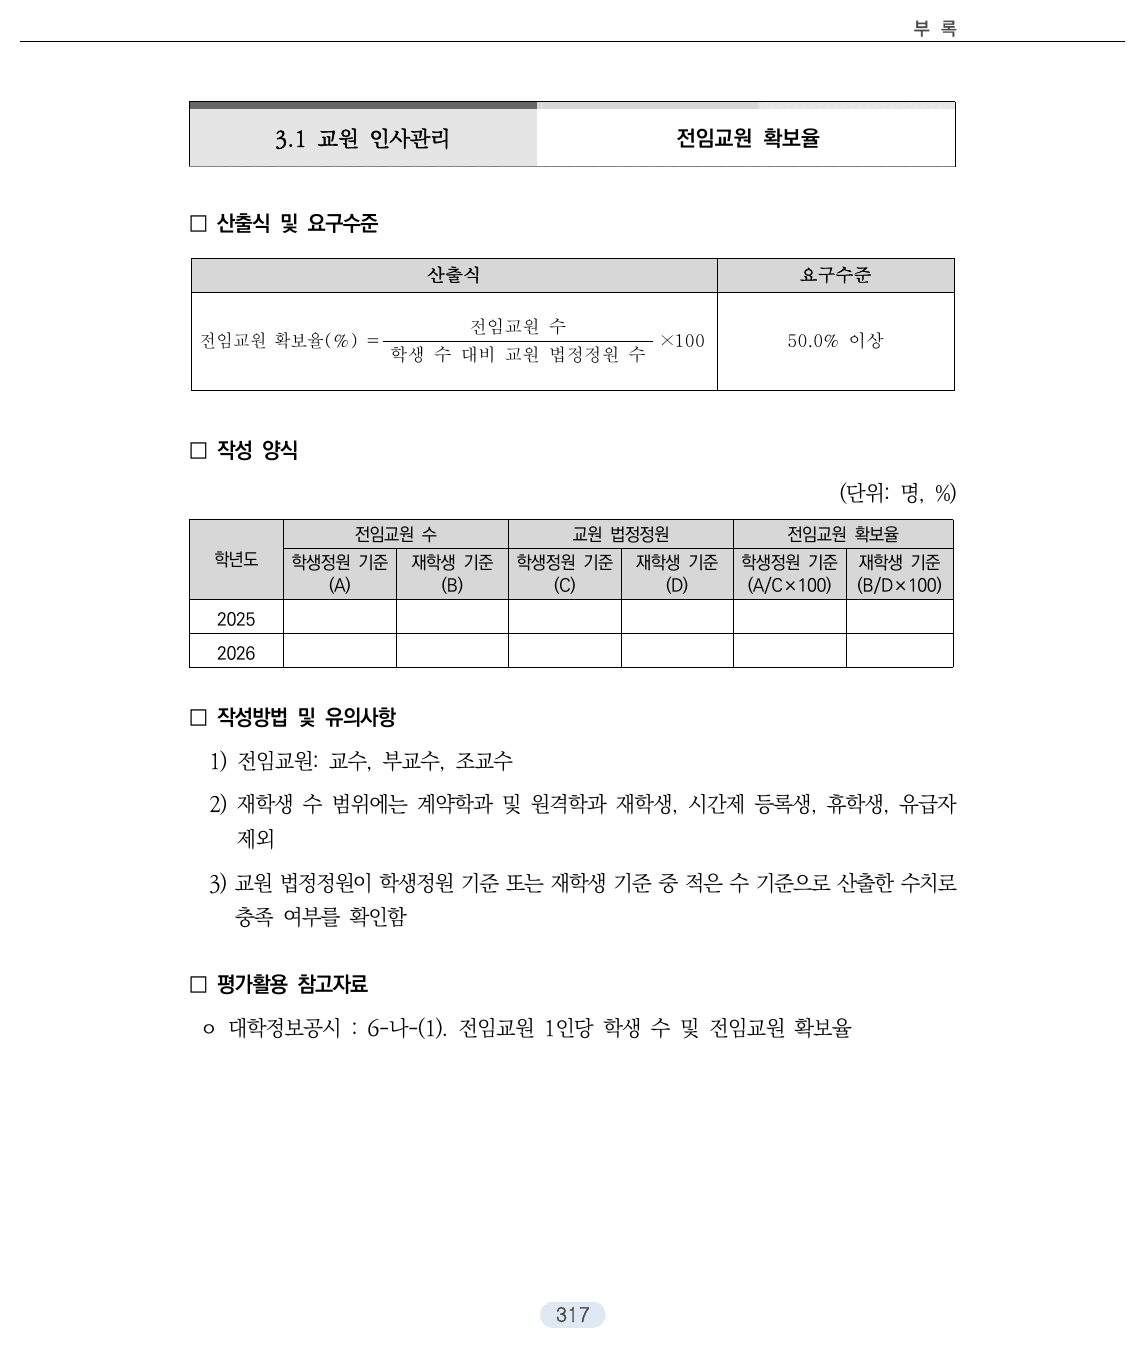 부 록
3.1 교원 인사관리 전임교원 확보율
□ 산출식 및 요구수준
산출식 요구수준
전임교원 수
전임교원 확보율(%) = ×100 50.0% 이상
학생 수 대비 교원 법정정원 수
□ 작성 양식
(단위: 명, %)
학년도 전임교원 수 교원 법정정원 전임교원 확보율
학생정원 기준 재학생 기준 학생정원 기준 재학생 기준 학생정원 기준 재학생 기준
(A) (B) (C) (D) (A/C×100) (B/D×100)
2025
2026
□ 작성방법 및 유의사항
1) 전임교원: 교수, 부교수, 조교수
2) 재학생 수 범위에는 계약학과 및 원격학과 재학생, 시간제 등록생, 휴학생, 유급자
제외
3) 교원 법정정원이 학생정원 기준 또는 재학생 기준 중 적은 수 기준으로 산출한 수치로
충족 여부를 확인함
□ 평가활용 참고자료
ㅇ 대학정보공시 : 6-나-(1). 전임교원 1인당 학생 수 및 전임교원 확보율
317